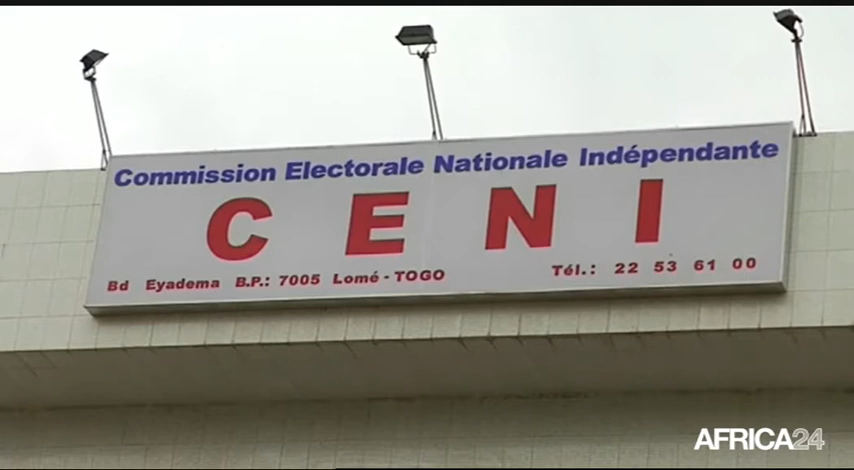 Commission Electorale Nationale Indépendante
CENI
Bd Eyadema B.P.: 7005 Lomé - TOGO Tél.: 22 53 61 00
AFRICA24